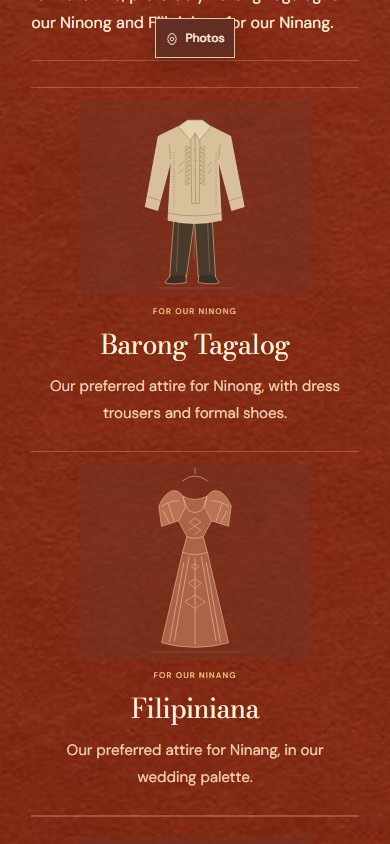 our Ninong and Filipiniana for our Ninang.
Photos
FOR OUR NINONG
Barong Tagalog
Our preferred attire for Ninong, with dress
trousers and formal shoes.
FOR OUR NINANG
Filipiniana
Our preferred attire for Ninang, in our
wedding palette.